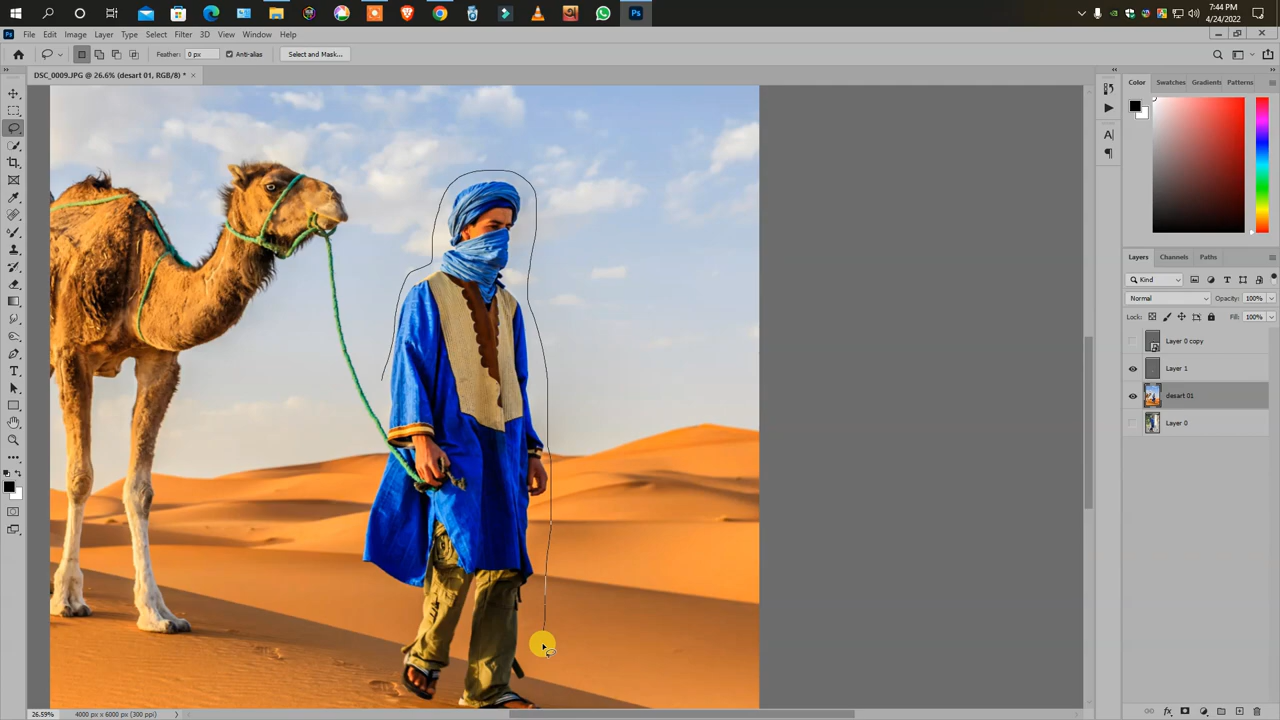 7:44 PM
4/24/2022
Ps
Ps File Edit Image Layer Type Select Filter 3D View Window Help
Feather: 0 px Anti-alias Select and Mask...
DSC_0009.JPG @ 26.6% (desart 01, RGB/8) * ×
Color Swatches Gradients Patterns
Layers Channels Paths
Kind
Normal Opacity: 100%
Lock: Fill: 100%
Layer 0 copy
Layer 1
desart 01
Layer 0
26.59% 4000 px x 6000 px (300 ppi)